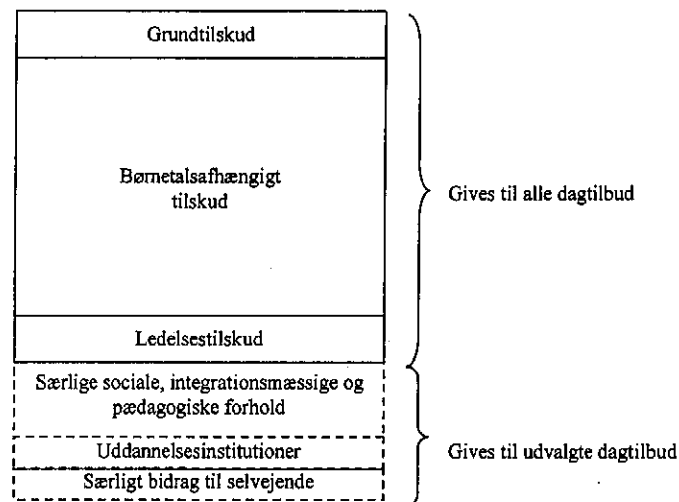 Grundtilskud
Børnetalsafhængigt
tilskud
Gives til alle dagtilbud
Ledelsestilskud
Særlige sociale, integrationsmæssige og
pædagogiske forhold
Uddannelsesinstitutioner
Gives til udvalgte dagtilbud
Særligt bidrag til selvejende